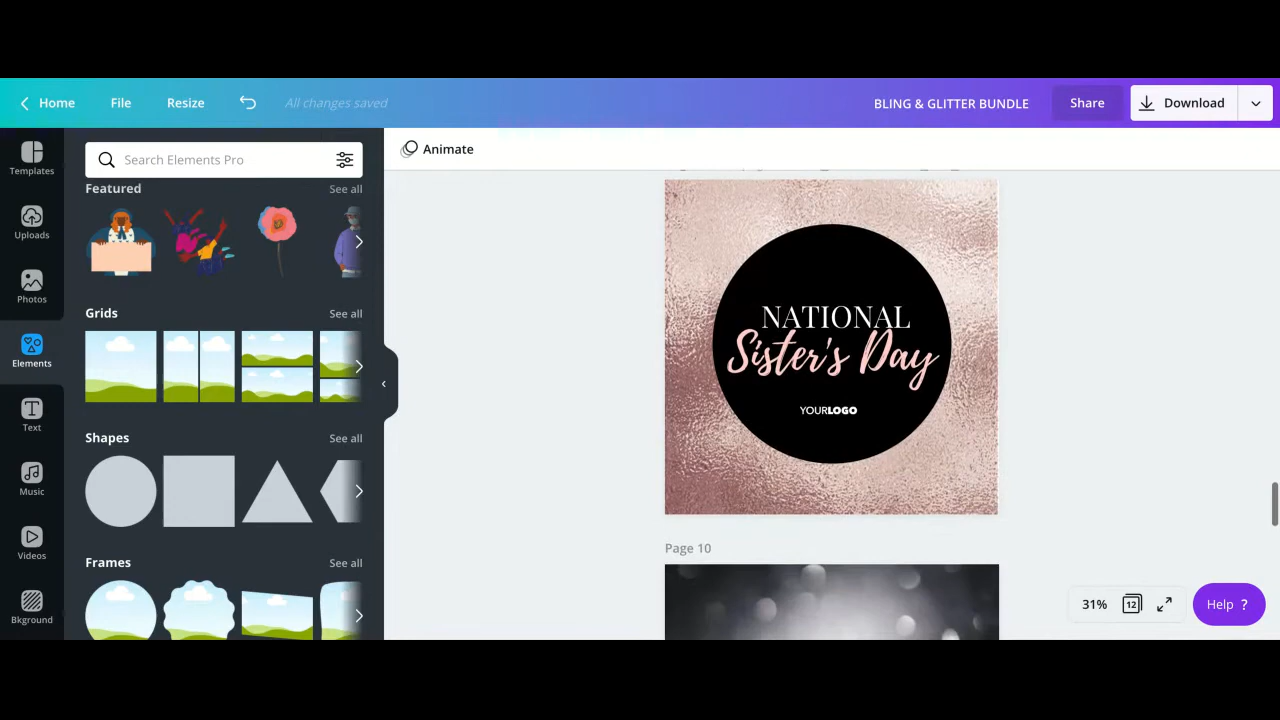 Home
File
Resize
All changes saved
BLING & GLITTER BUNDLE
Share
Download
Templates
Uploads
Photos
Elements
Text
Music
Videos
Bkground
Search Elements Pro
Featured
See all
Grids
See all
Shapes
See all
Frames
See all
Animate
NATIONAL
Sister's Day
YOURLOGO
Page 10
31%
12
Help ?